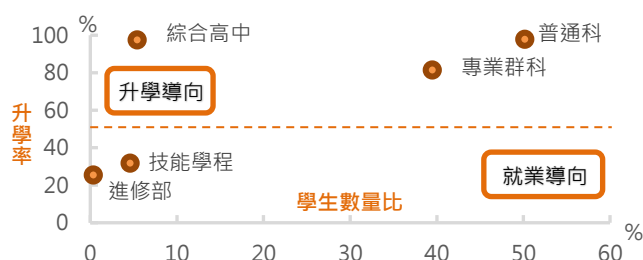 %
100
80
60
40
20
0
升學率
綜合高中
普通科
專業群科
升學導向
技能學程
進修部
就業導向
學生數量比
0 10 20 30 40 50 60 %